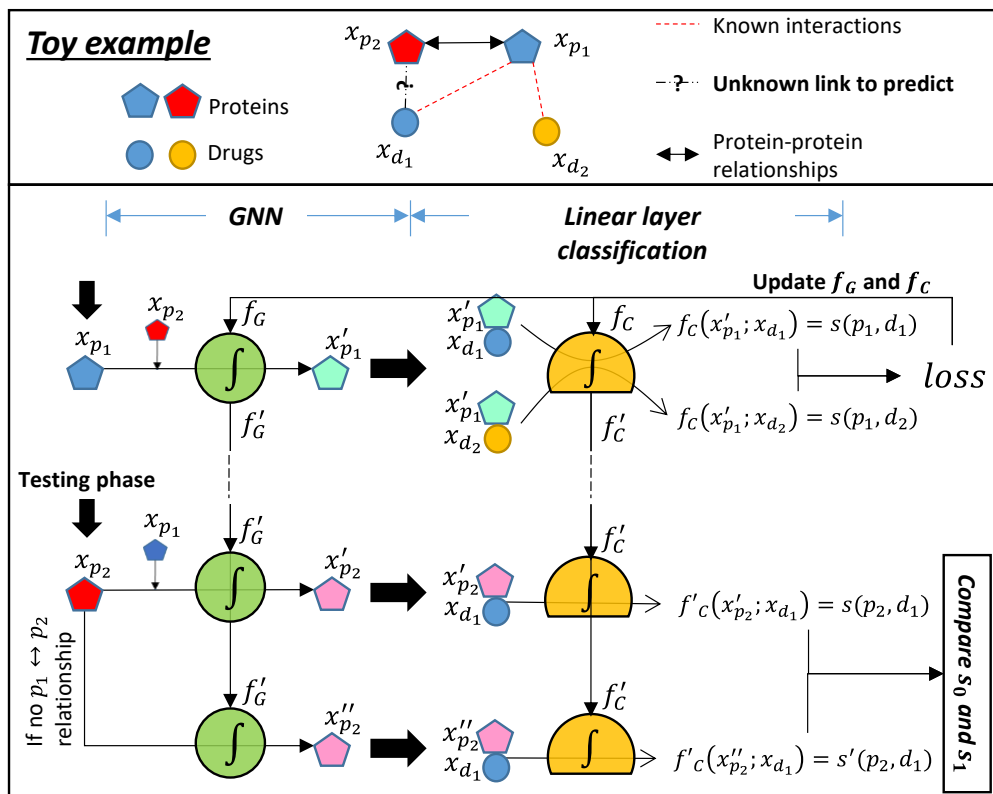 Toy example
Proteins
Drugs
x_{p_2}
x_{p_1}
?
x_{d_1}
x_{d_2}
Known interactions
? Unknown link to predict
Protein-protein
relationships
GNN
Linear layer
classification
Update f_G and f_C
x_{p_1}
x_{p_2}
f_G
∫
f'_G
x'_{p_1}
x'_{p_1}
x_{d_1}
x'_{p_1}
x_{d_2}
f_C
∫
f'_C
f_C(x'_{p_1}; x_{d_1}) = s(p_1, d_1)
f_C(x'_{p_1}; x_{d_2}) = s(p_1, d_2)
loss
Testing phase
x_{p_2}
x_{p_1}
f'_G
∫
x'_{p_2}
x'_{p_2}
x_{d_1}
f'_C
∫
f'_C(x'_{p_2}; x_{d_1}) = s(p_2, d_1)
If no p_1 ↔ p_2
relationship
f'_G
∫
x''_{p_2}
x''_{p_2}
x_{d_1}
f'_C
∫
f'_C(x''_{p_2}; x_{d_1}) = s'(p_2, d_1)
Compare s_0 and s_1